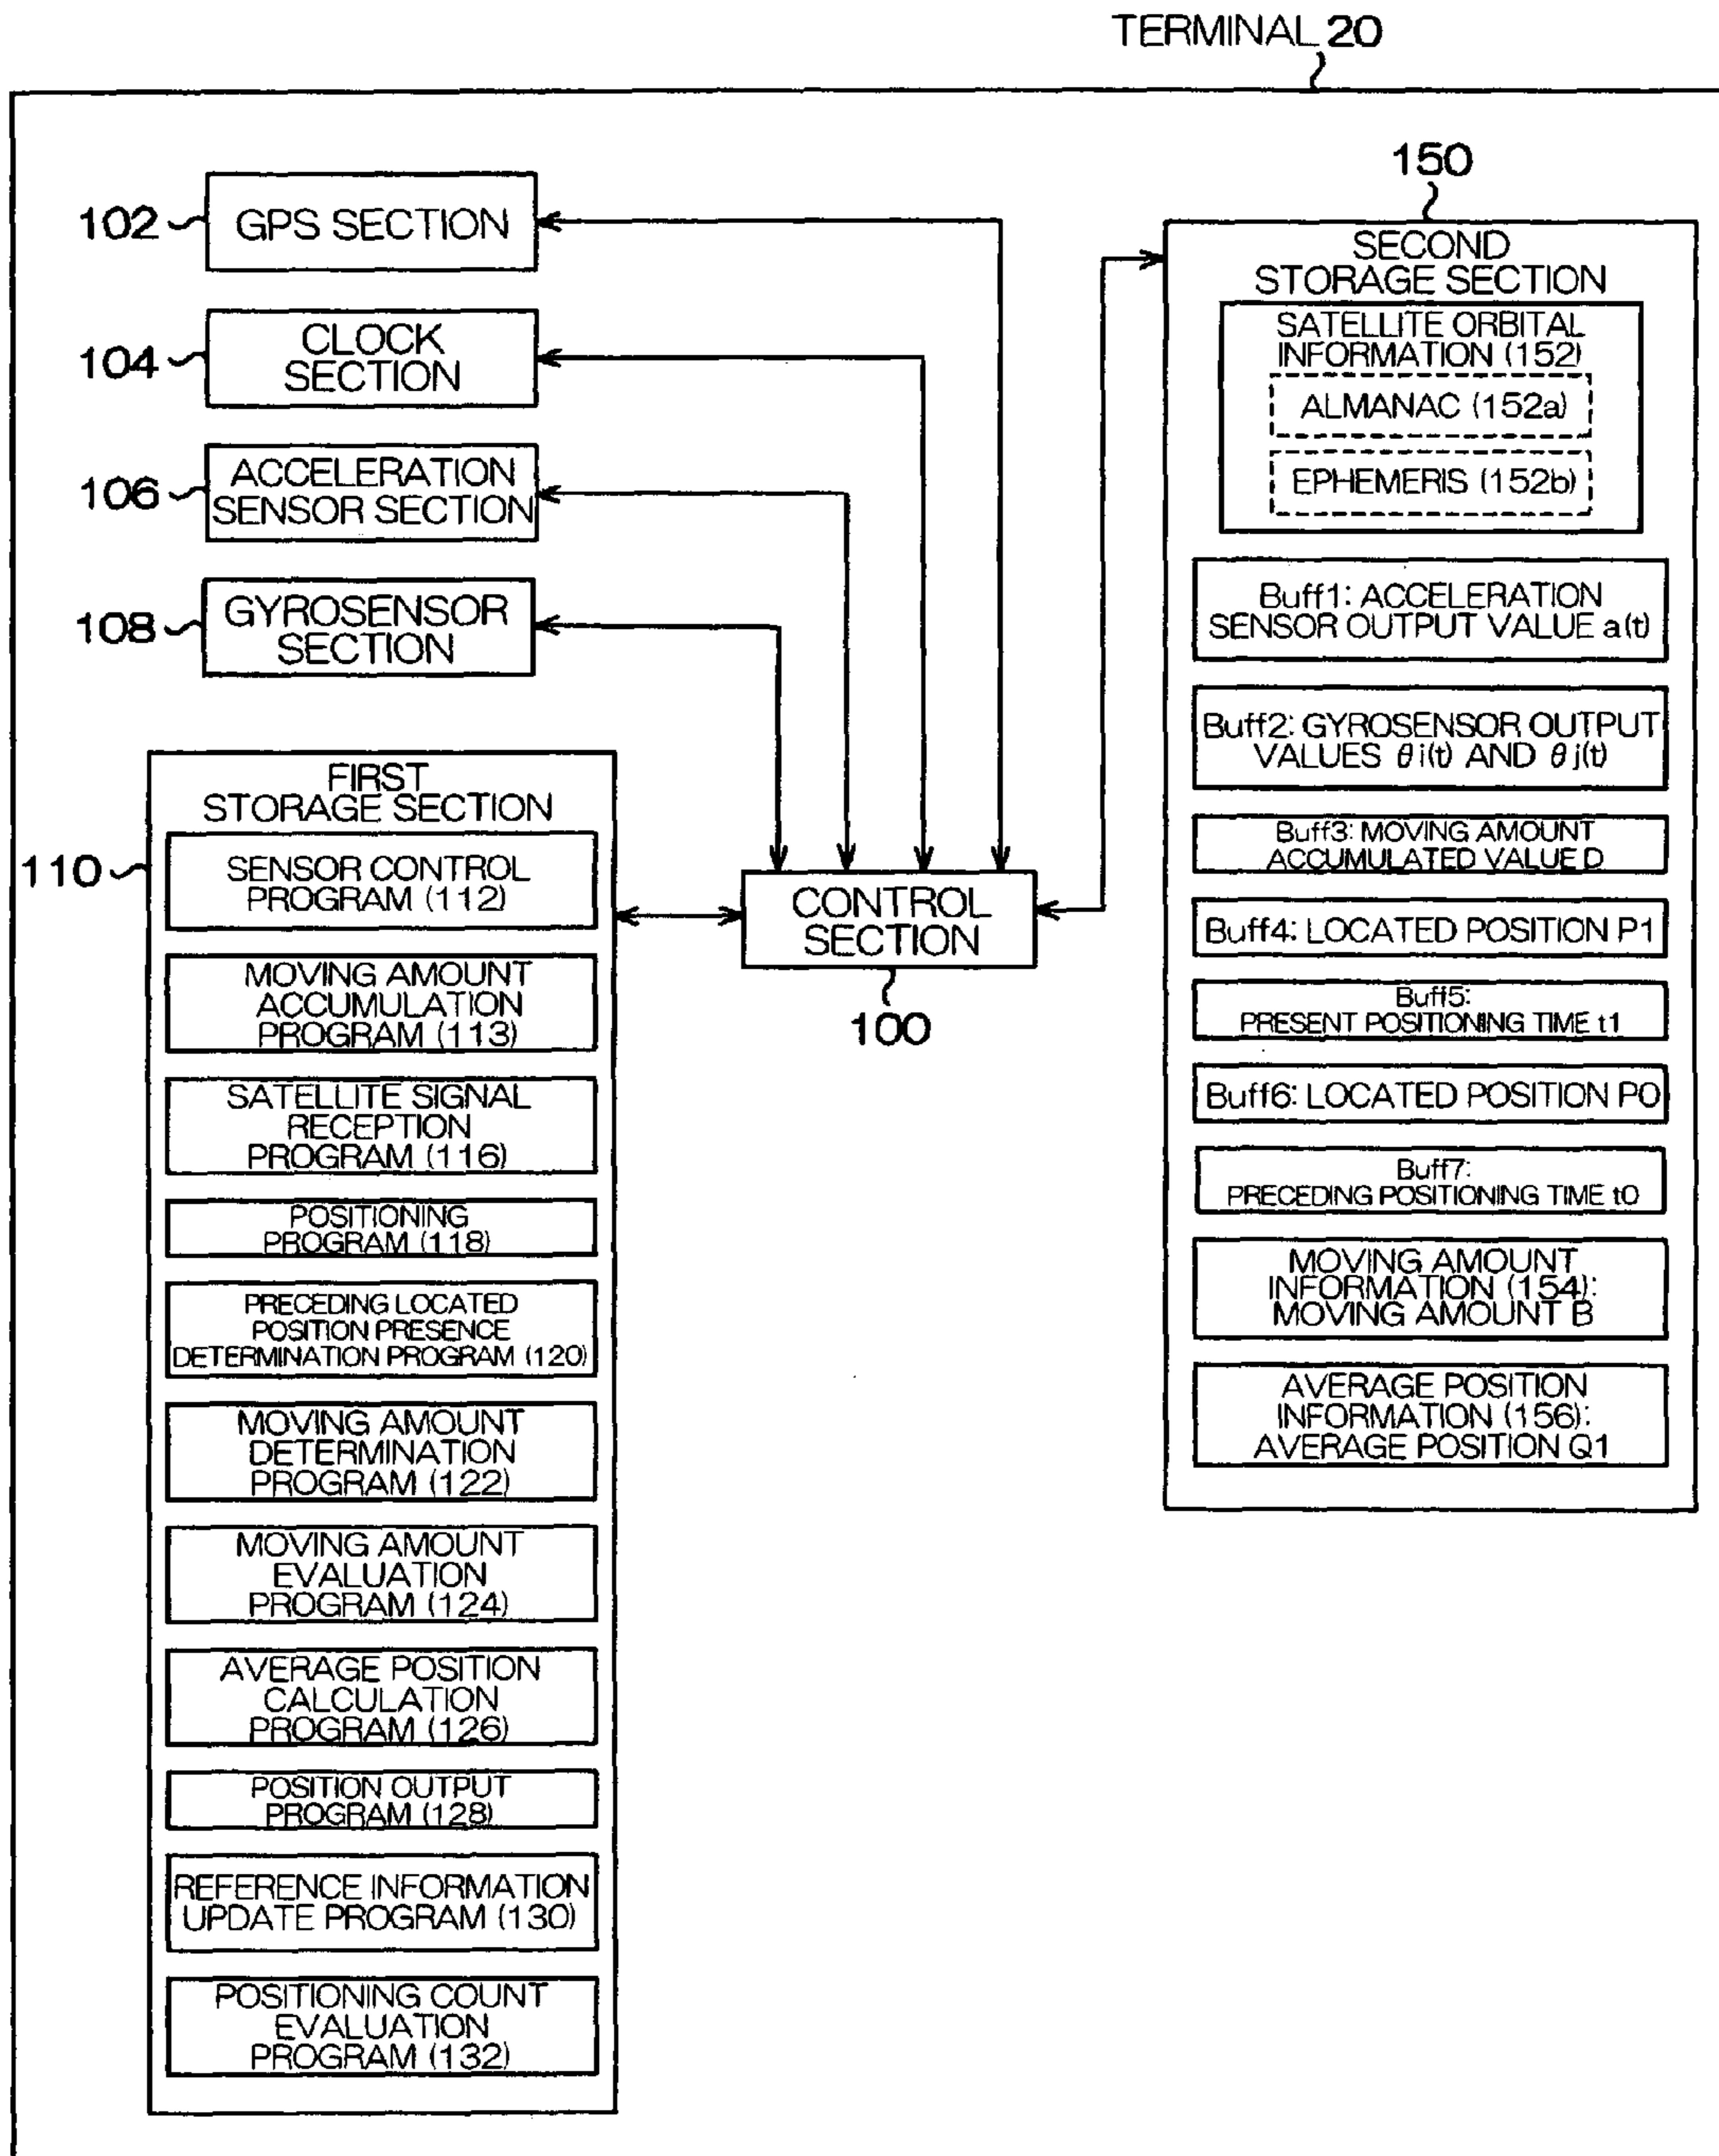 TERMINAL 20
102
GPS SECTION
104
CLOCK
SECTION
106
ACCELERATION
SENSOR SECTION
108
GYROSENSOR
SECTION
110
FIRST
STORAGE SECTION
SENSOR CONTROL
PROGRAM (112)
MOVING AMOUNT
ACCUMULATION
PROGRAM (113)
SATELLITE SIGNAL
RECEPTION
PROGRAM (116)
POSITIONING
PROGRAM (118)
PRECEDING LOCATED
POSITION PRESENCE
DETERMINATION PROGRAM (120)
MOVING AMOUNT
DETERMINATION
PROGRAM (122)
MOVING AMOUNT
EVALUATION
PROGRAM (124)
AVERAGE POSITION
CALCULATION
PROGRAM (126)
POSITION OUTPUT
PROGRAM (128)
REFERENCE INFORMATION
UPDATE PROGRAM (130)
POSITIONING COUNT
EVALUATION
PROGRAM (132)
CONTROL
SECTION
100
150
SECOND
STORAGE SECTION
SATELLITE ORBITAL
INFORMATION (152)
ALMANAC (152a)
EPHEMERIS (152b)
Buff1: ACCELERATION
SENSOR OUTPUT VALUE a(t)
Buff2: GYROSENSOR OUTPUT
VALUES θi(t) AND θj(t)
Buff3: MOVING AMOUNT
ACCUMULATED VALUE D
Buff4: LOCATED POSITION P1
Buff5:
PRESENT POSITIONING TIME t1
Buff6: LOCATED POSITION P0
Buff7:
PRECEDING POSITIONING TIME t0
MOVING AMOUNT
INFORMATION (154):
MOVING AMOUNT B
AVERAGE POSITION
INFORMATION (156):
AVERAGE POSITION Q1